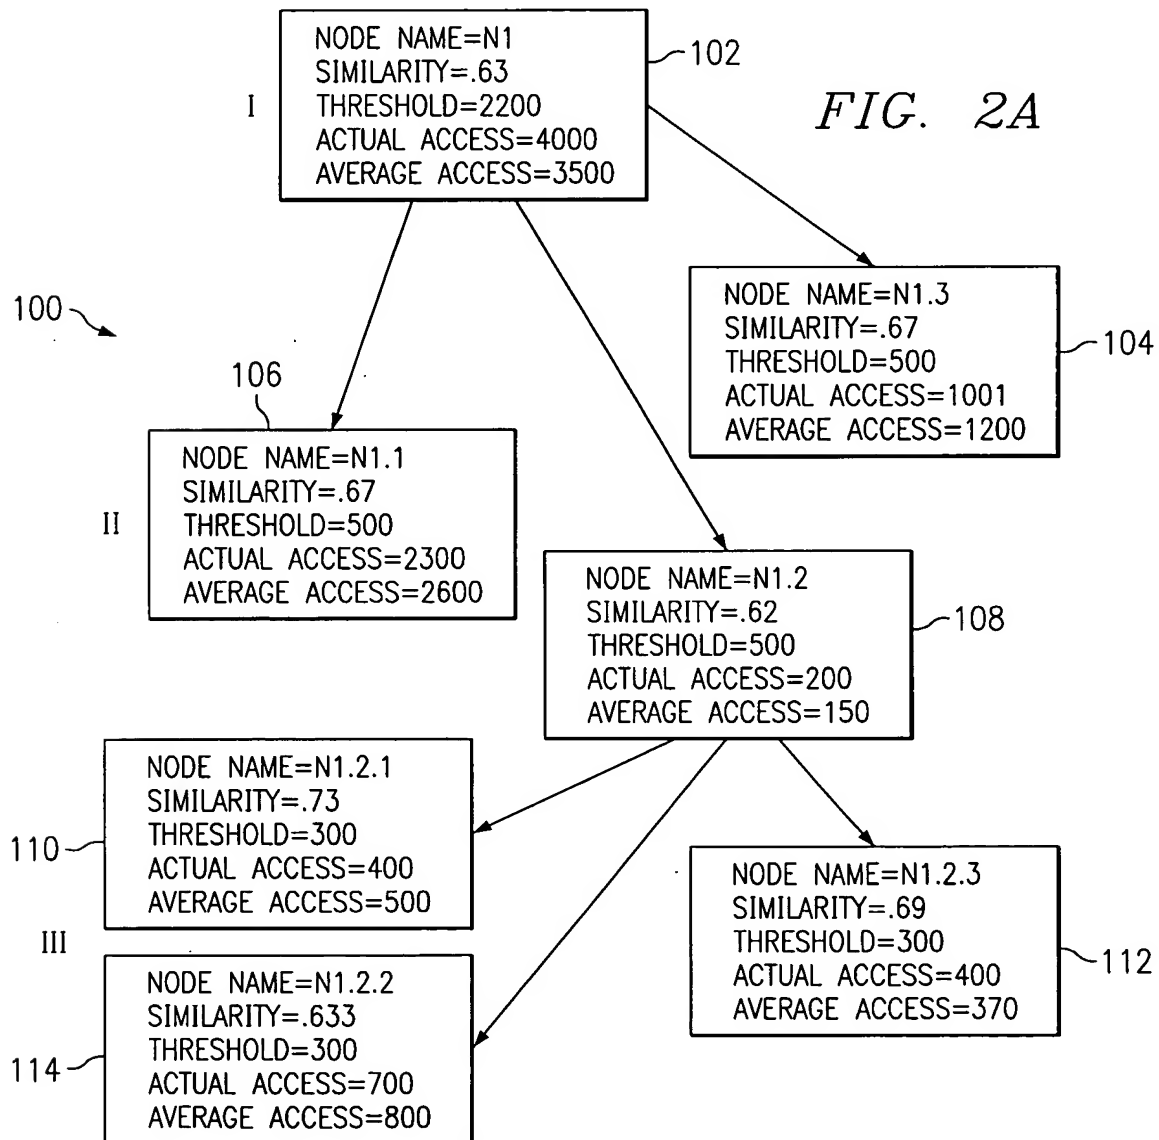 NODE NAME=N1
SIMILARITY=.63
THRESHOLD=2200
ACTUAL ACCESS=4000
AVERAGE ACCESS=3500
102
I
FIG. 2A
100
NODE NAME=N1.3
SIMILARITY=.67
THRESHOLD=500
ACTUAL ACCESS=1001
AVERAGE ACCESS=1200
104
106
NODE NAME=N1.1
SIMILARITY=.67
THRESHOLD=500
ACTUAL ACCESS=2300
AVERAGE ACCESS=2600
II
NODE NAME=N1.2
SIMILARITY=.62
THRESHOLD=500
ACTUAL ACCESS=200
AVERAGE ACCESS=150
108
NODE NAME=N1.2.1
SIMILARITY=.73
THRESHOLD=300
ACTUAL ACCESS=400
AVERAGE ACCESS=500
110
III
NODE NAME=N1.2.3
SIMILARITY=.69
THRESHOLD=300
ACTUAL ACCESS=400
AVERAGE ACCESS=370
112
NODE NAME=N1.2.2
SIMILARITY=.633
THRESHOLD=300
ACTUAL ACCESS=700
AVERAGE ACCESS=800
114